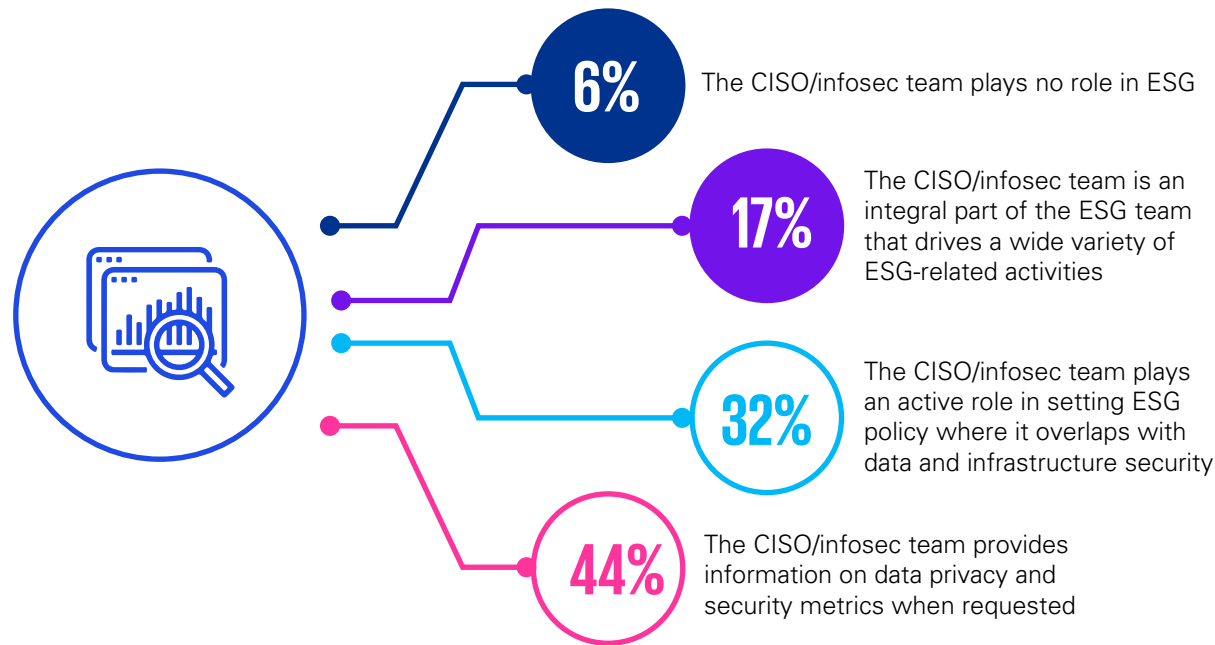 6%
The CISO/infosec team plays no role in ESG
17%
The CISO/infosec team is an
integral part of the ESG team
that drives a wide variety of
ESG-related activities
32%
The CISO/infosec team plays
an active role in setting ESG
policy where it overlaps with
data and infrastructure security
44%
The CISO/infosec team provides
information on data privacy and
security metrics when requested